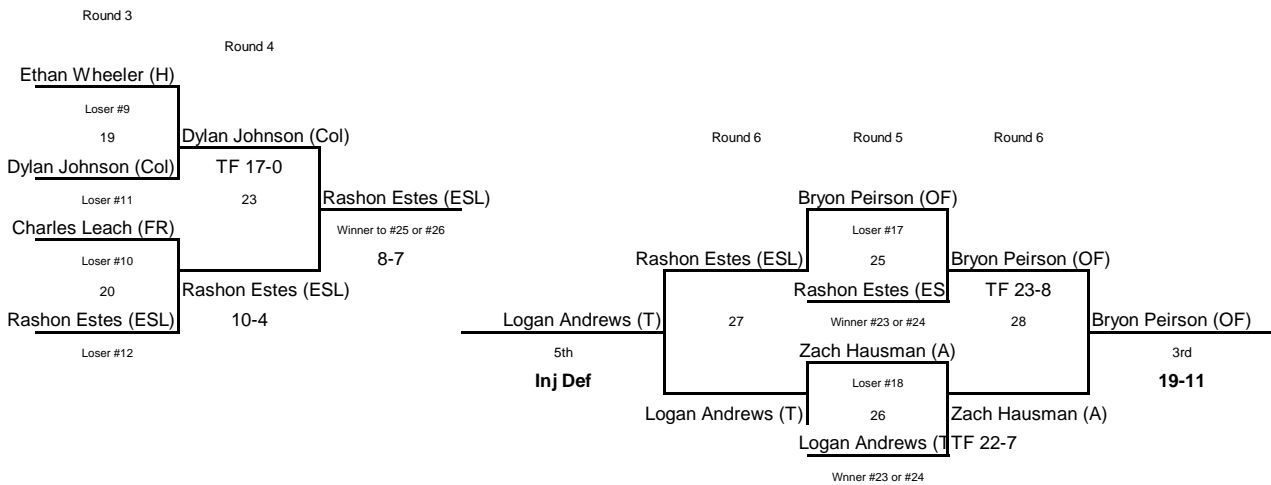 Round 3
Round 4
Ethan Wheeler (H)
Loser #9
19
Dylan Johnson (Col)
Round 6
Round 5
Round 6
Dylan Johnson (Col)
TF 17-0
Loser #11
23
Rashon Estes (ESL)
Bryon Peirson (OF)
Charles Leach (FR)
Winner to #25 or #26
Loser #17
Loser #10
8-7
Rashon Estes (ESL)
25
Bryon Peirson (OF)
20
Rashon Estes (ESL)
Rashon Estes (ES
TF 23-8
Rashon Estes (ESL)
10-4
Logan Andrews (T)
27
Winner #23 or #24
28
Bryon Peirson (OF)
Loser #12
5th
Zach Hausman (A)
3rd
Inj Def
Loser #18
19-11
Logan Andrews (T)
26
Zach Hausman (A)
Logan Andrews (T
TF 22-7
Wnner #23 or #24